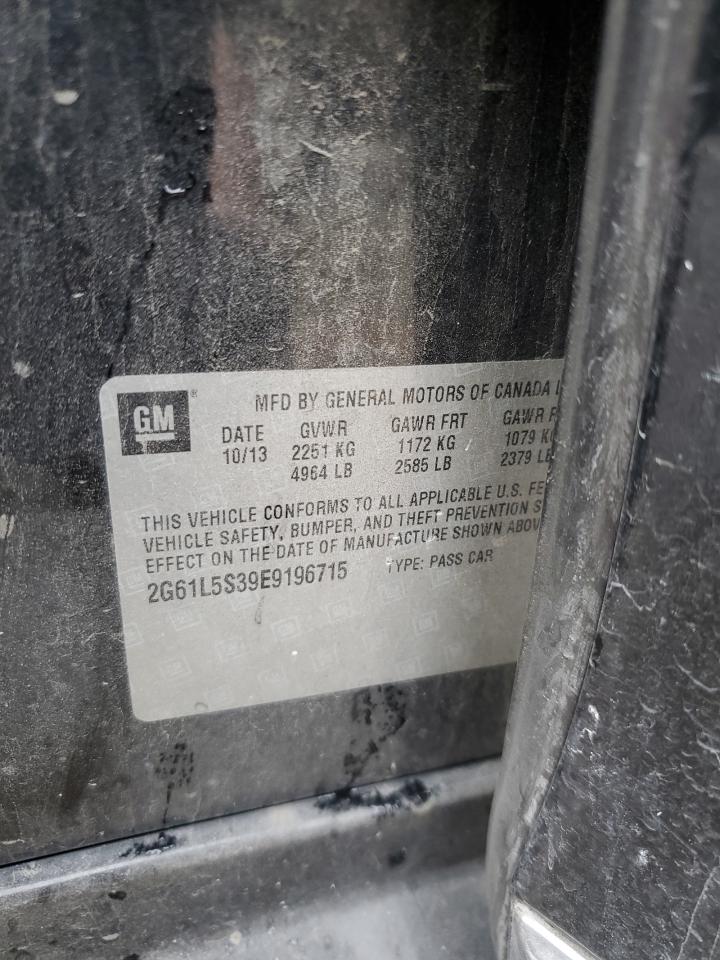 GM ®
MFD BY GENERAL MOTORS OF CANADA
DATE GVWR GAWR FRT GAWR
10/13 2251 KG 1172 KG 1079
4964 LB 2585 LB 2379
THIS VEHICLE CONFORMS TO ALL APPLICABLE U.S.
VEHICLE SAFETY, BUMPER, AND THEFT PREVENTION
EFFECT ON THE DATE OF MANUFACTURE SHOWN
2G61L5S39E9196715 TYPE: PASS CAR